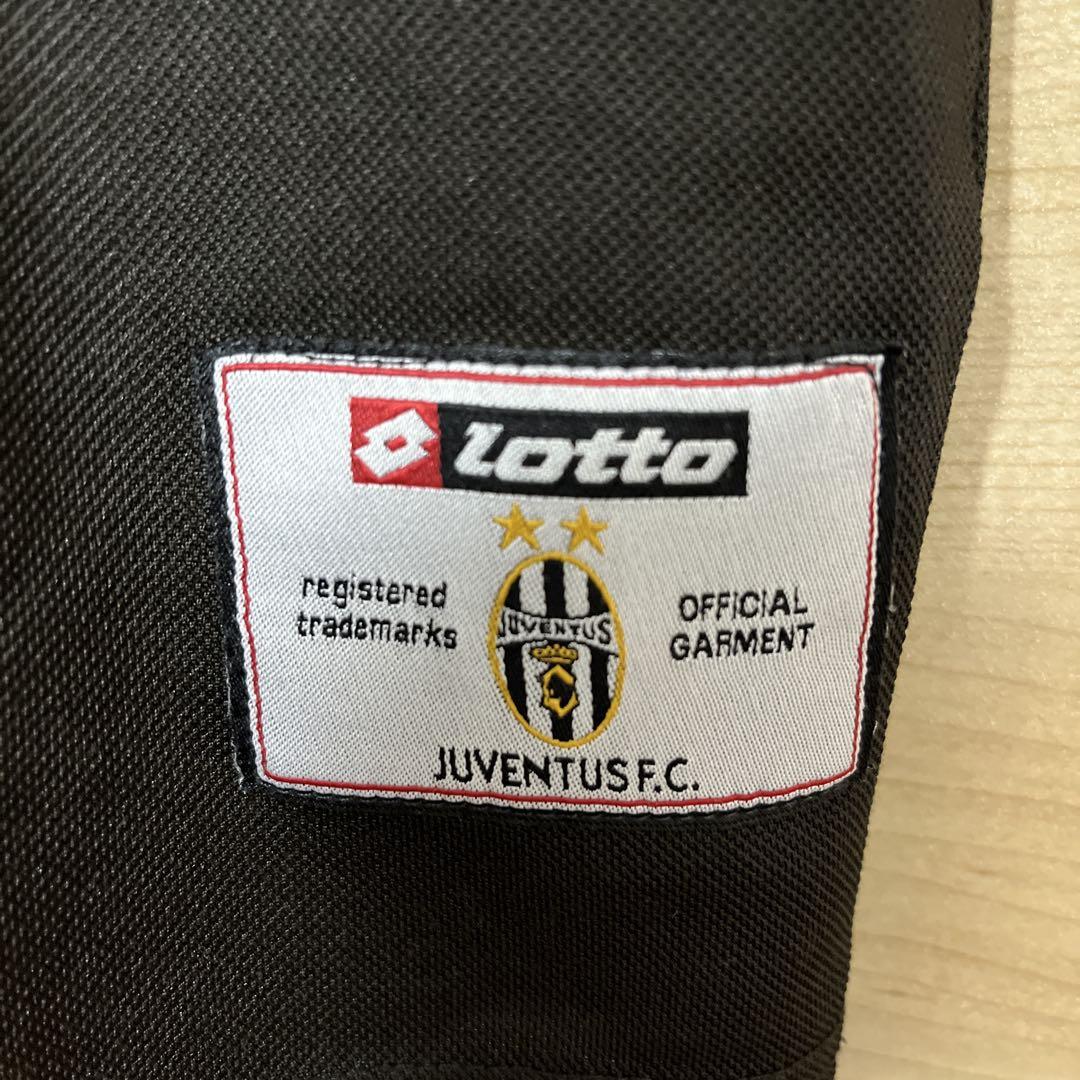 lotto
registered
trademarks
JUVENTUS
OFFICIAL
GARMENT
JUVENTUS F.C.